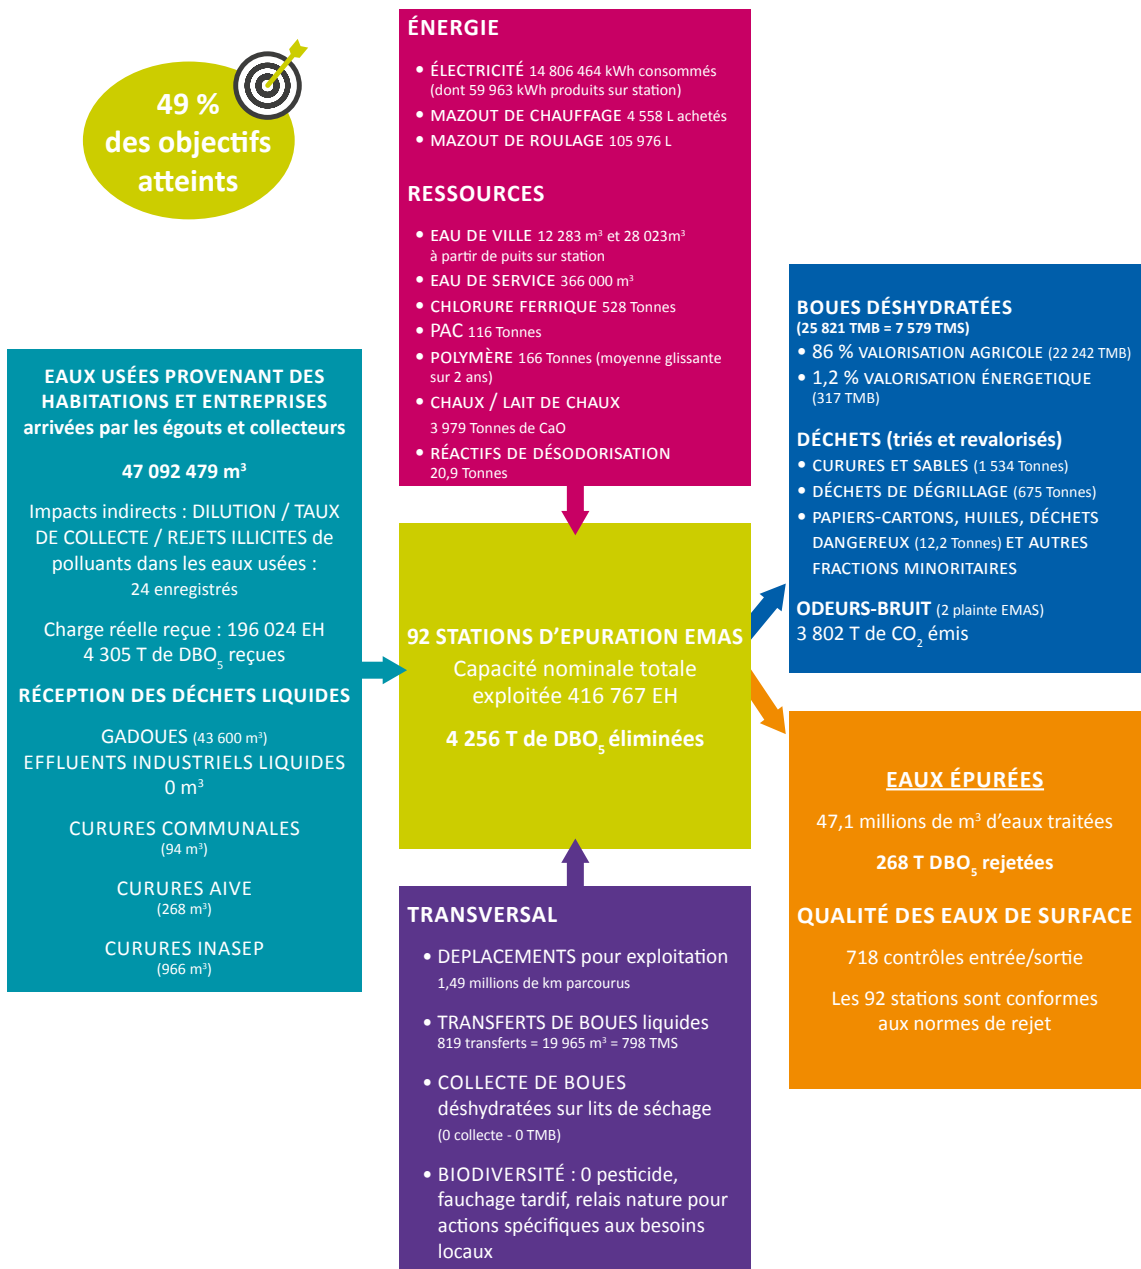 49 %
des objectifs
atteints
ÉNERGIE
• ÉLECTRICITÉ 14 806 464 kWh consommés
(dont 59 963 kWh produits sur station)
• MAZOUT DE CHAUFFAGE 4 558 L achetés
• MAZOUT DE ROULAGE 105 976 L
RESSOURCES
• EAU DE VILLE 12 283 m³ et 28 023m³
à partir de puits sur station
• EAU DE SERVICE 366 000 m³
• CHLORURE FERRIQUE 528 Tonnes
• PAC 116 Tonnes
• POLYMÈRE 166 Tonnes (moyenne glissante
sur 2 ans)
• CHAUX / LAIT DE CHAUX
3 979 Tonnes de CaO
• RÉACTIFS DE DÉSODORISATION
20,9 Tonnes
EAUX USÉES PROVENANT DES
HABITATIONS ET ENTREPRISES
arrivées par les égouts et collecteurs
47 092 479 m³
Impacts indirects : DILUTION / TAUX
DE COLLECTE / REJETS ILLICITES de
polluants dans les eaux usées :
24 enregistrés
Charge réelle reçue : 196 024 EH
4 305 T de DBO₅ reçues
RÉCEPTION DES DÉCHETS LIQUIDES
GADOUES (43 600 m³)
EFFLUENTS INDUSTRIELS LIQUIDES
0 m³
CURURES COMMUNALES
(94 m³)
CURURES AIVE
(268 m³)
CURURES INASEP
(966 m³)
92 STATIONS D'EPURATION EMAS
Capacité nominale totale
exploitée 416 767 EH
4 256 T de DBO₅ éliminées
TRANSVERSAL
• DEPLACEMENTS pour exploitation
1,49 millions de km parcourus
• TRANSFERTS DE BOUES liquides
819 transferts = 19 965 m³ = 798 TMS
• COLLECTE DE BOUES
déshydratées sur lits de séchage
(0 collecte - 0 TMB)
• BIODIVERSITÉ : 0 pesticide,
fauchage tardif, relais nature pour
actions spécifiques aux besoins
locaux
BOUES DÉSHYDRATÉES
(25 821 TMB = 7 579 TMS)
• 86 % VALORISATION AGRICOLE (22 242 TMB)
• 1,2 % VALORISATION ÉNERGETIQUE
(317 TMB)
DÉCHETS (triés et revalorisés)
• CURURES ET SABLES (1 534 Tonnes)
• DÉCHETS DE DÉGRILLAGE (675 Tonnes)
• PAPIERS-CARTONS, HUILES, DÉCHETS
DANGEREUX (12,2 Tonnes) ET AUTRES
FRACTIONS MINORITAIRES
ODEURS-BRUIT (2 plainte EMAS)
3 802 T de CO₂ émis
EAUX ÉPURÉES
47,1 millions de m³ d'eaux traitées
268 T DBO₅ rejetées
QUALITÉ DES EAUX DE SURFACE
718 contrôles entrée/sortie
Les 92 stations sont conformes
aux normes de rejet